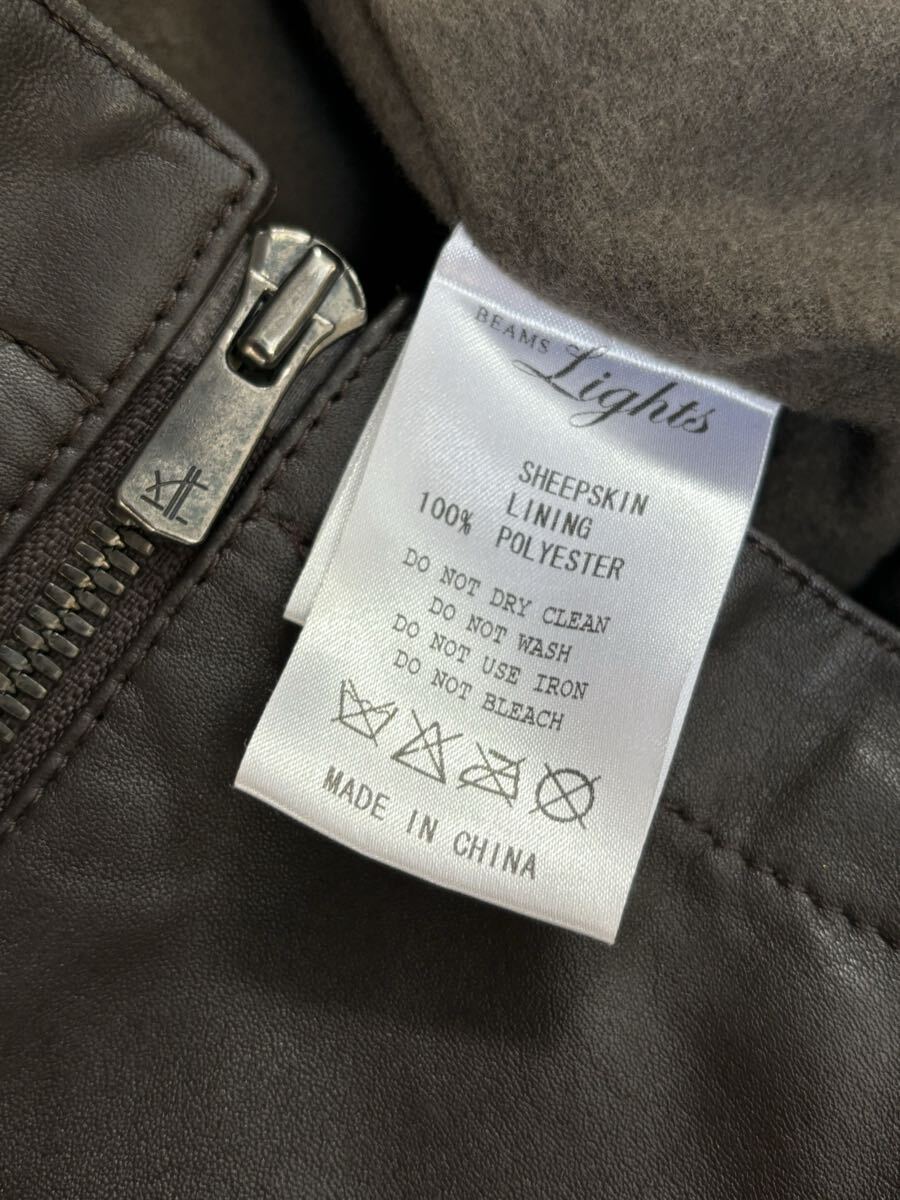 BEAMS
Lights
SHEEPSKIN
LINING
100% POLYESTER
DO NOT DRY CLEAN
DO NOT WASH
DO NOT USE IRON
DO NOT BLEACH
MADE IN CHINA